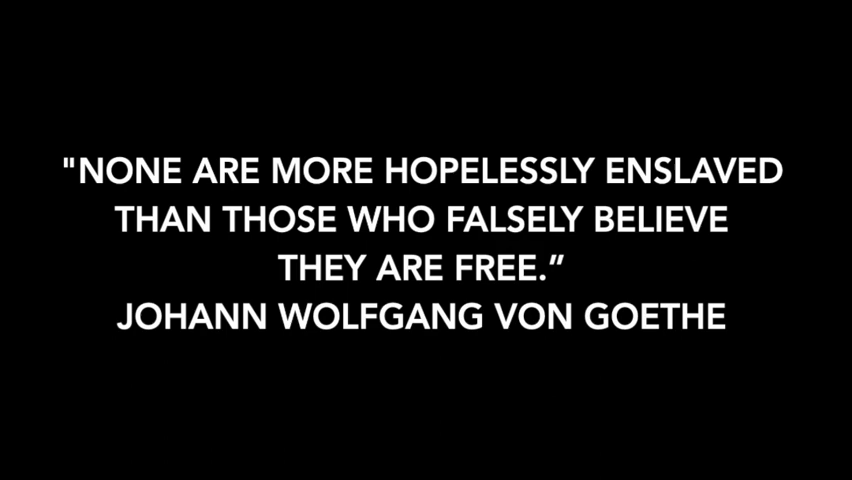 "NONE ARE MORE HOPELESSLY ENSLAVED
THAN THOSE WHO FALSELY BELIEVE
THEY ARE FREE.”
JOHANN WOLFGANG VON GOETHE